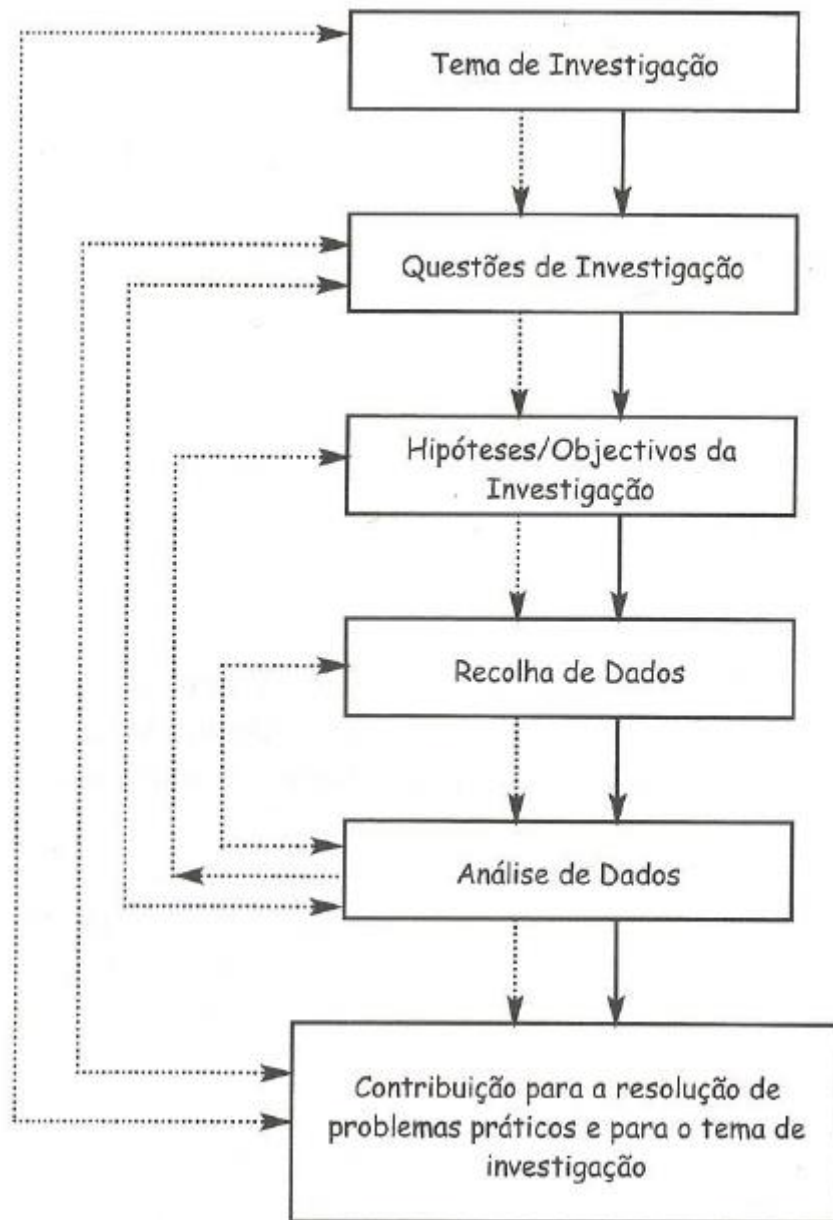 Tema de Investigação
Questões de Investigação
Hipóteses/Objectivos da
Investigação
Recolha de Dados
Análise de Dados
Contribuição para a resolução de
problemas práticos e para o tema de
investigação